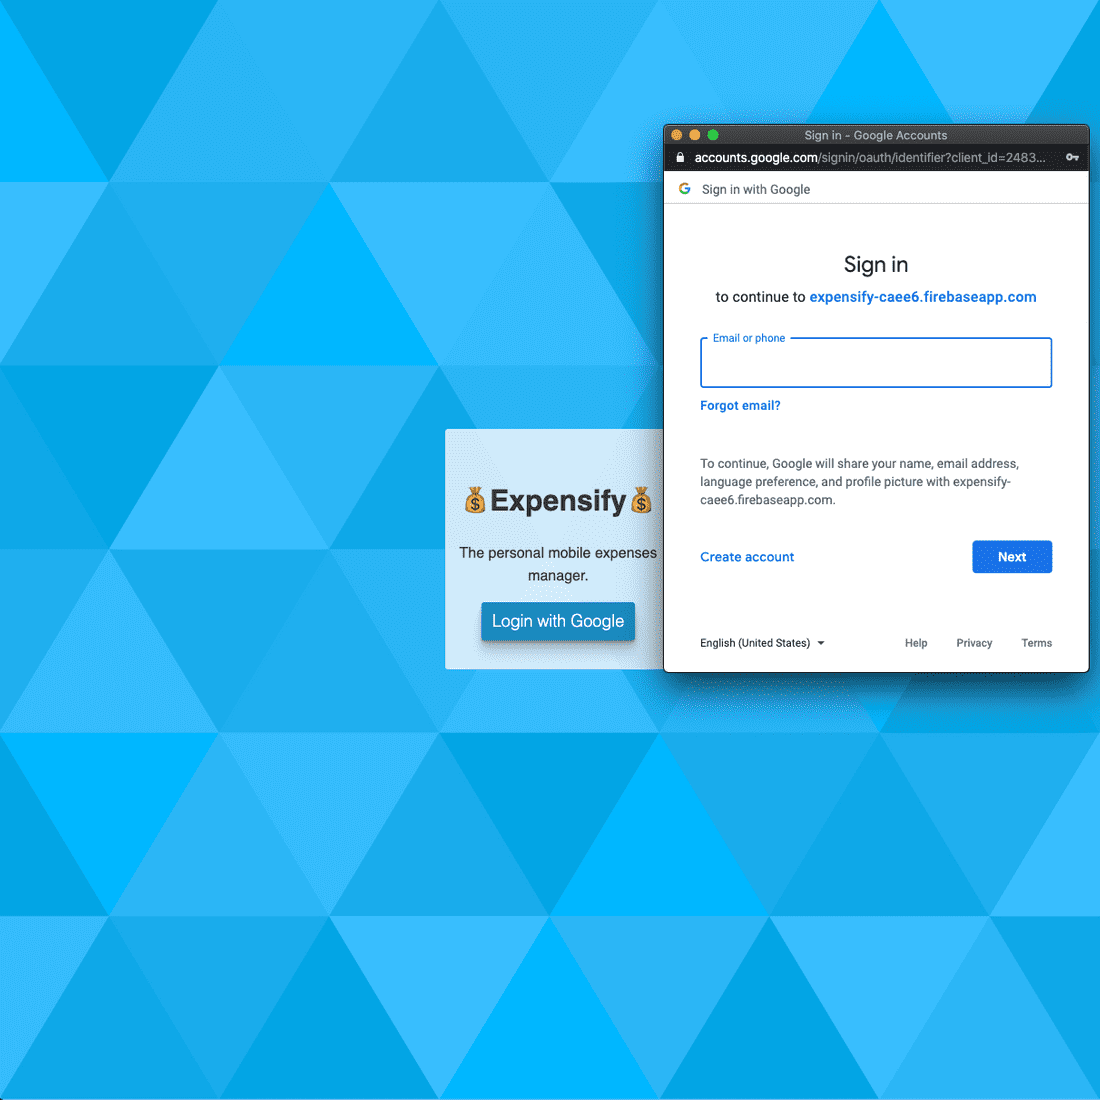 Sign in - Google Accounts
accounts.google.com/signin/oauth/identifier?client_id=2483...
Sign in with Google
Sign in
to continue to expensify-caee6.firebaseapp.com
Email or phone
Forgot email?
To continue, Google will share your name, email address,
language preference, and profile picture with expensify-
caee6.firebaseapp.com.
Create account
Next
English (United States)
Help
Privacy
Terms
💰Expensify💰
The personal mobile expenses
manager.
Login with Google